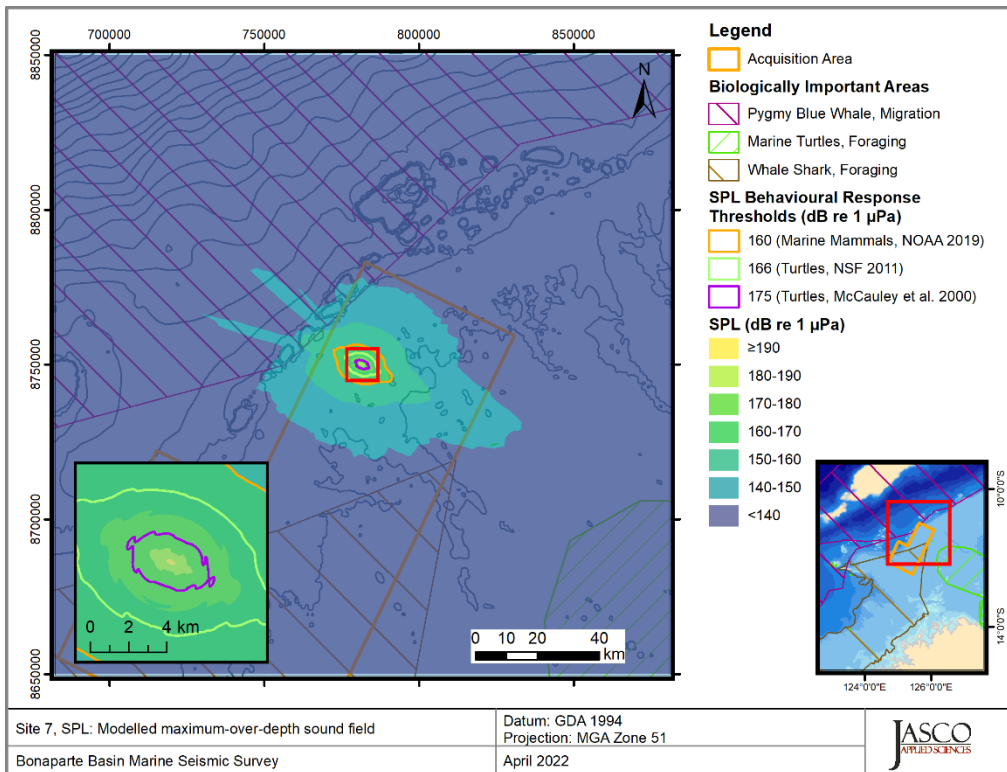 700000 750000 800000 850000
8850000
8800000
8750000
8700000
8650000
N
0 2 4 km
0 10 20 40
km
Legend
Acquisition Area
Biologically Important Areas
Pygmy Blue Whale, Migration
Marine Turtles, Foraging
Whale Shark, Foraging
SPL Behavioural Response
Thresholds (dB re 1 µPa)
160 (Marine Mammals, NOAA 2019)
166 (Turtles, NSF 2011)
175 (Turtles, McCauley et al. 2000)
SPL (dB re 1 µPa)
≥190
180-190
170-180
160-170
150-160
140-150
<140
10°0'S
14°0'S
124°0'0"E 126°0'0"E
Site 7, SPL: Modelled maximum-over-depth sound field
Bonaparte Basin Marine Seismic Survey
Datum: GDA 1994
Projection: MGA Zone 51
April 2022
JASCO
APPLIED SCIENCES